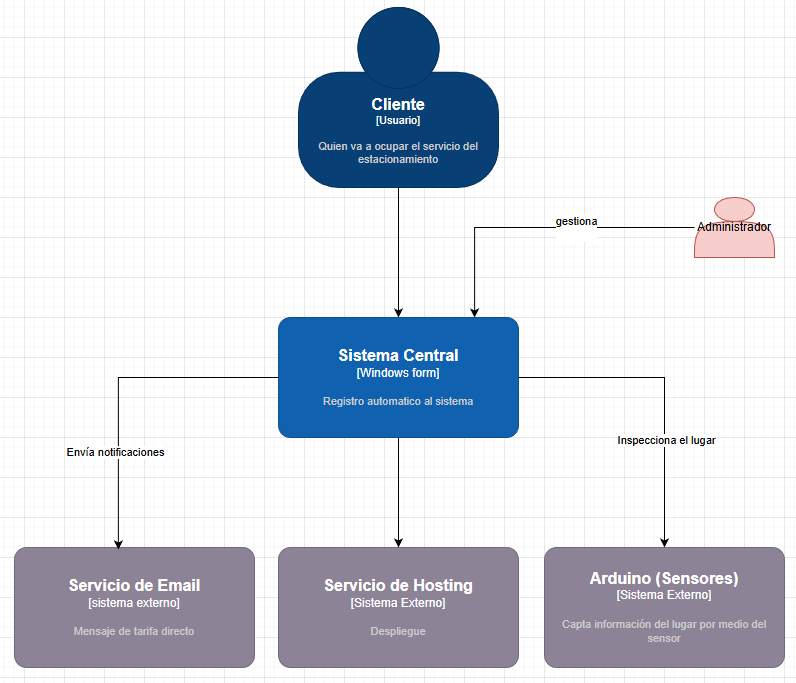 Cliente
[Usuario]
Quien va a ocupar el servicio del
estacionamiento
gestiona
Administrador
Sistema Central
[Windows form]
Registro automatico al sistema
Envía notificaciones
Inspecciona el lugar
Servicio de Email
[sistema externo]
Mensaje de tarifa directo
Servicio de Hosting
[Sistema Externo]
Despliegue
Arduino (Sensores)
[Sistema Externo]
Capta información del lugar por medio del
sensor